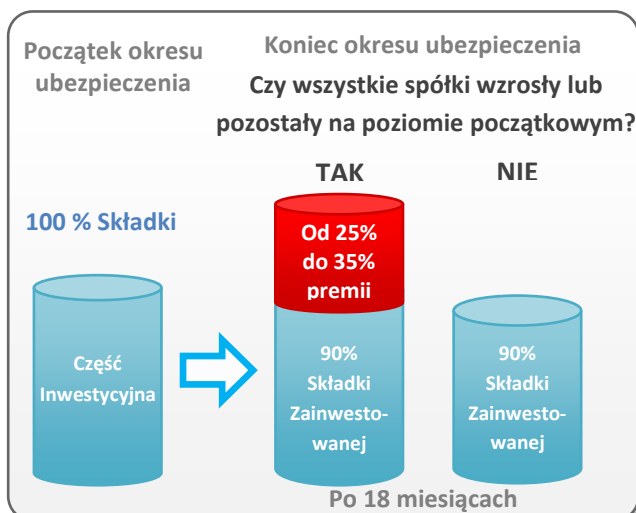 Początek okresu
ubezpieczenia
Koniec okresu ubezpieczenia
Czy wszystkie spółki wzrosły lub
pozostały na poziomie początkowym?
TAK
NIE
100 % Składki
Od 25%
do 35%
premii
Część
Inwestycyjna
90%
Składki
Zainwesto-
wanej
90%
Składki
Zainwesto-
wanej
Po 18 miesiącach